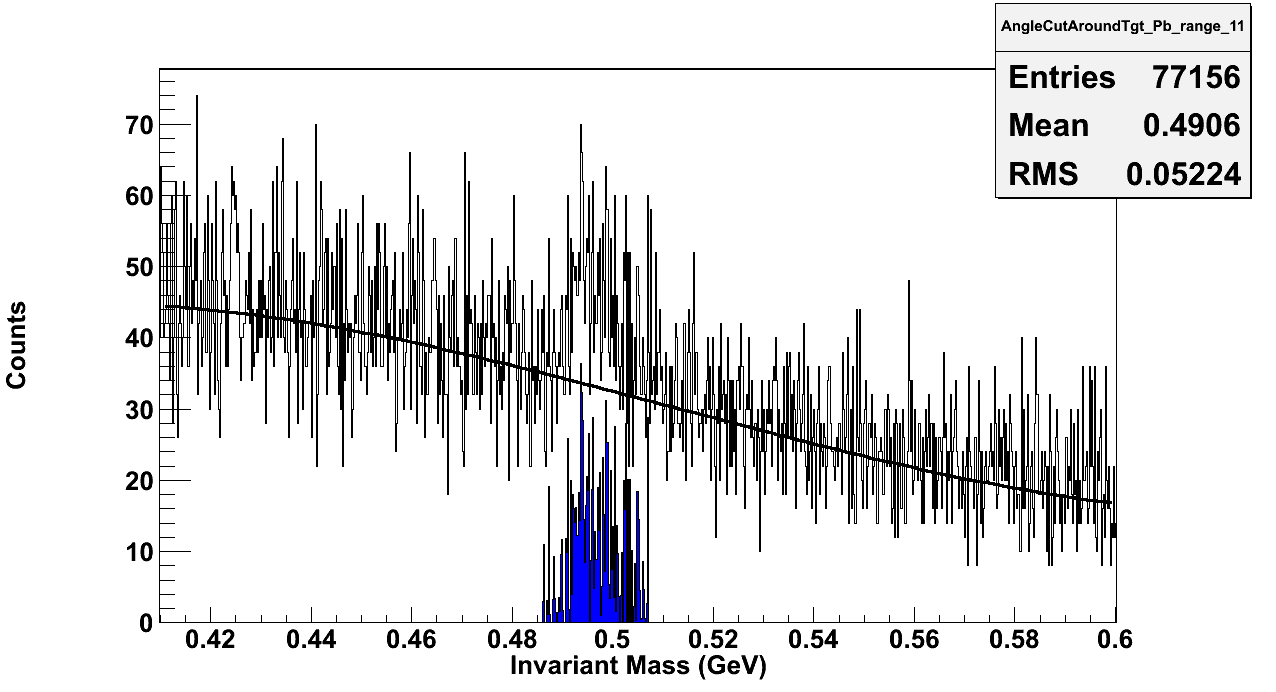 AngleCutAroundTgt_Pb_range_11
Entries 77156
Mean 0.4906
RMS 0.05224
Counts
70
60
50
40
30
20
10
0
0.42 0.44 0.46 0.48 0.5 0.52 0.54 0.56 0.58 0.6
Invariant Mass (GeV)